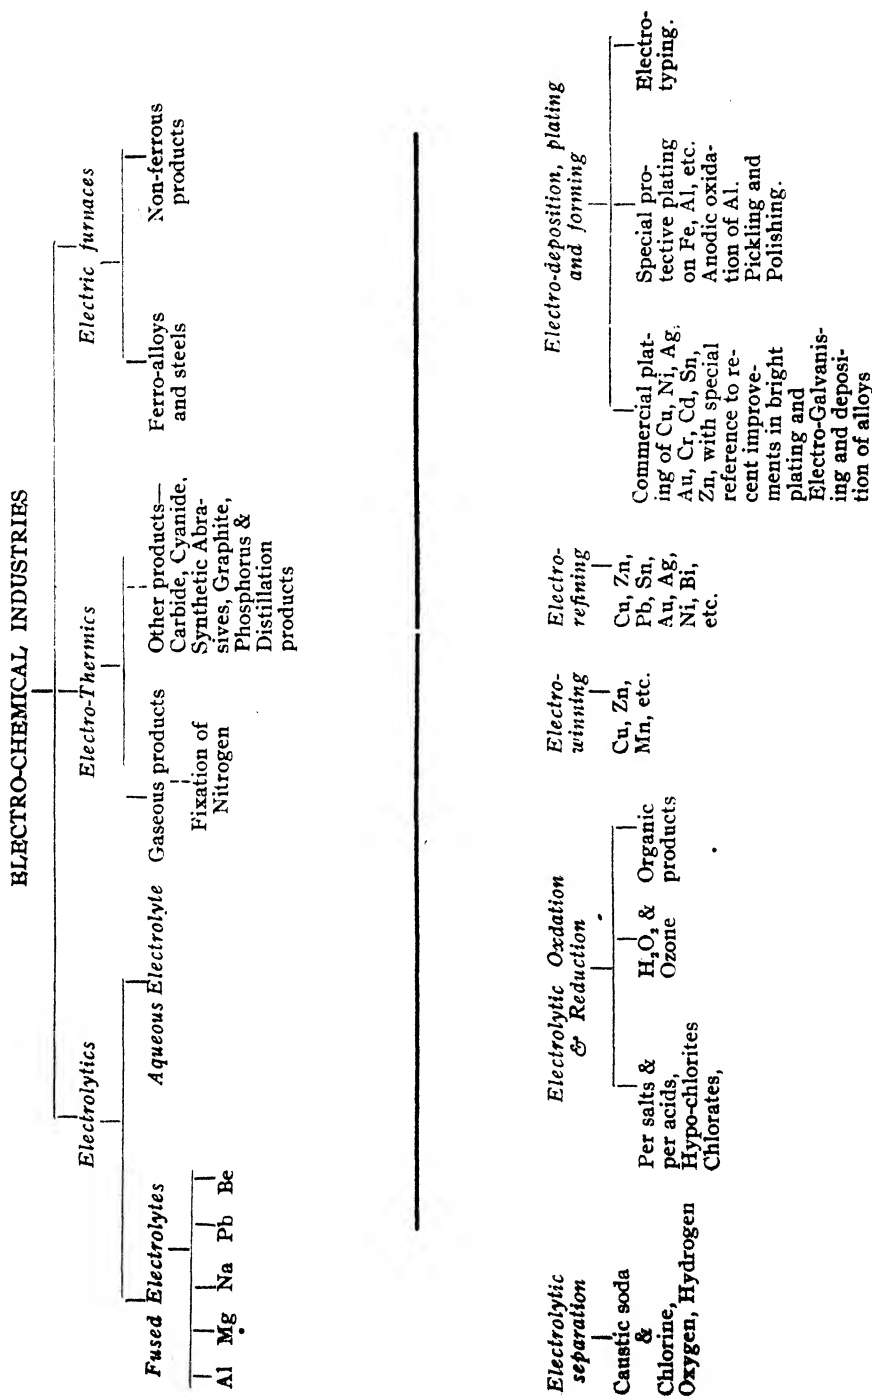 ELECTRO-CHEMICAL INDUSTRIES
Electrolytics
Electro-Thermics
Electric furnaces
Fused Electrolytes
Aqueous Electrolyte
Gaseous products
Fixation of
Nitrogen
Other products—
Carbide, Cyanide,
Synthetic Abra-
sives, Graphite,
Phosphorus &
Distillation
products
Ferro-alloys
and steels
Non-ferrous
products
Al Mg Na Pb Be
Electrolytic
separation
Caustic soda
&
Chlorine,
Oxygen, Hydrogen
Electrolytic Oxdation
& Reduction
Per salts &
per acids,
Hypo-chlorites
Chlorates,
H₂O₂ &
Ozone
Organic
products
Electro-
winning
Cu, Zn,
Mn, etc.
Electro-
refining
Cu, Zn,
Pb, Sn,
Au, Ag,
Ni, Bi,
etc.
Electro-deposition, plating
and forming
Commercial plat-
ing of Cu, Ni, Ag,
Au, Cr, Cd, Sn,
Zn, with special
reference to re-
cent improve-
ments in bright
plating and
Electro-Galvanis-
ing and deposi-
tion of alloys
Special pro-
tective plating
on Fe, Al, etc.
Anodic oxida-
tion of Al.
Pickling and
Polishing.
Electro-
typing.